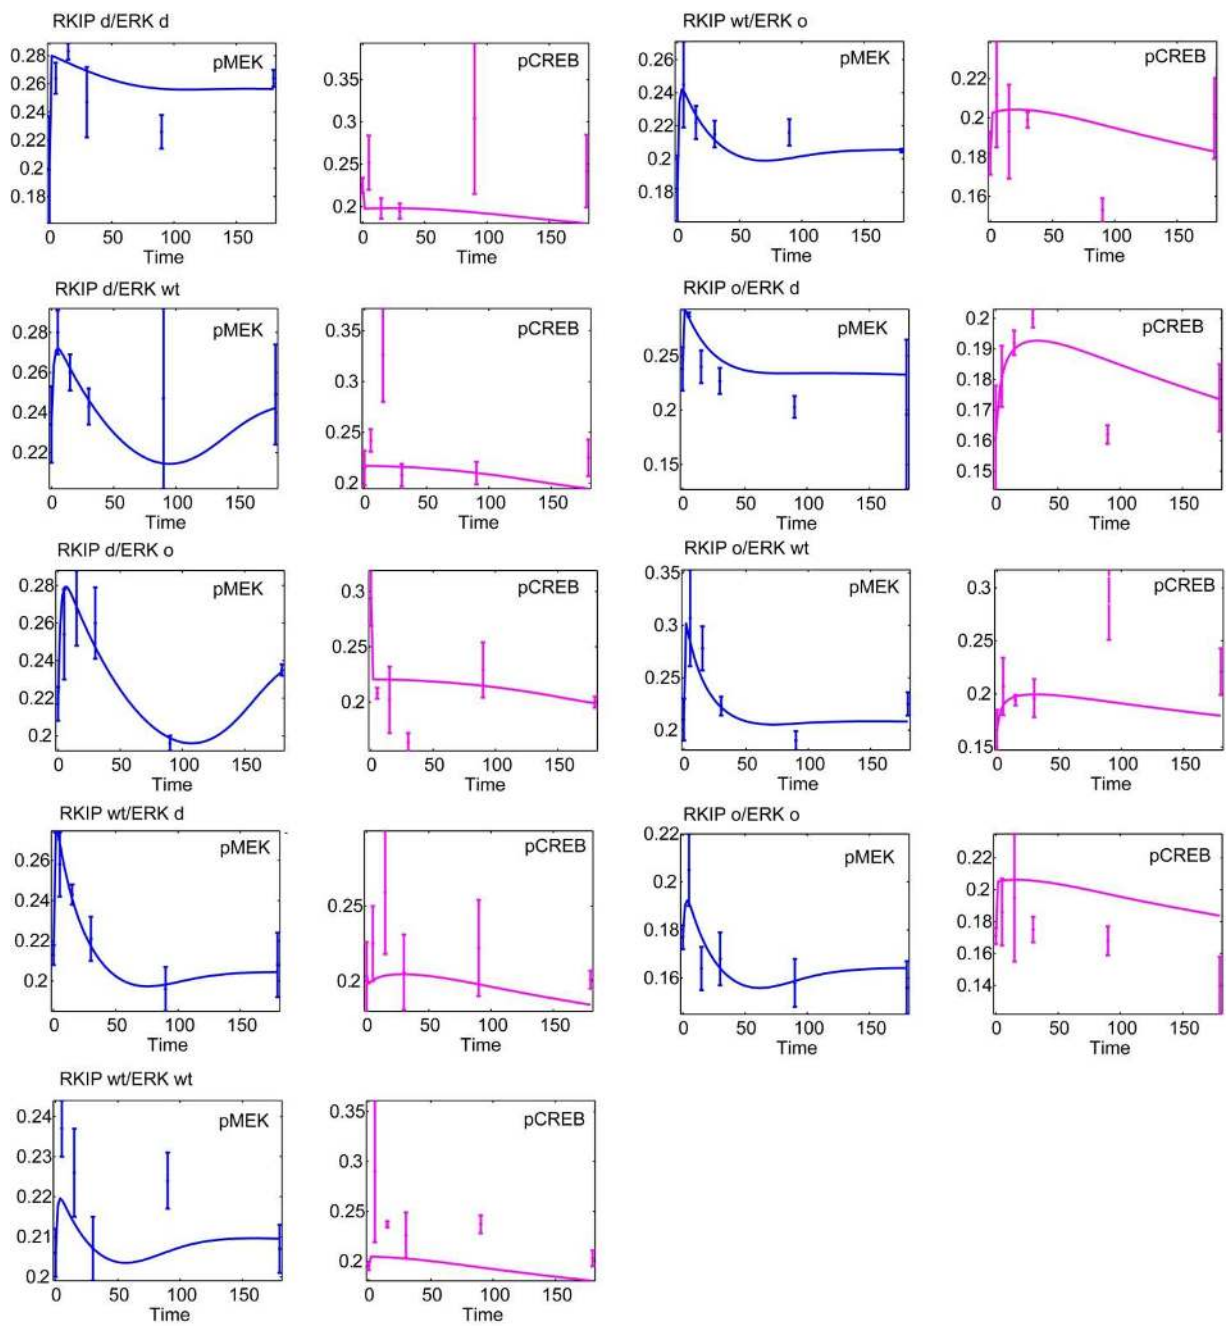 RKIP d/ERK d
pMEK
0.28
0.26
0.24
0.22
0.2
0.18
0 50 100 150
Time
pCREB
0.35
0.3
0.25
0.2
0 50 100 150
Time
RKIP wt/ERK o
pMEK
0.26
0.24
0.22
0.2
0.18
0 50 100 150
Time
pCREB
0.22
0.2
0.18
0.16
0 50 100 150
Time
RKIP d/ERK wt
pMEK
0.28
0.26
0.24
0.22
0 50 100 150
Time
pCREB
0.35
0.3
0.25
0.2
0 50 100 150
Time
RKIP o/ERK d
pMEK
0.25
0.2
0.15
0 50 100 150
Time
pCREB
0.2
0.19
0.18
0.17
0.16
0.15
0 50 100 150
Time
RKIP d/ERK o
pMEK
0.28
0.26
0.24
0.22
0.2
0 50 100 150
Time
pCREB
0.3
0.25
0.2
0 50 100 150
Time
RKIP o/ERK wt
pMEK
0.35
0.3
0.25
0.2
0 50 100 150
Time
pCREB
0.3
0.25
0.2
0.15
0 50 100 150
Time
RKIP wt/ERK d
pMEK
0.26
0.24
0.22
0.2
0 50 100 150
Time
pCREB
0.25
0.2
0 50 100 150
Time
RKIP o/ERK o
pMEK
0.22
0.2
0.18
0.16
0 50 100 150
Time
pCREB
0.22
0.2
0.18
0.16
0.14
0 50 100 150
Time
RKIP wt/ERK wt
pMEK
0.24
0.23
0.22
0.21
0.2
0 50 100 150
Time
pCREB
0.35
0.3
0.25
0.2
0 50 100 150
Time